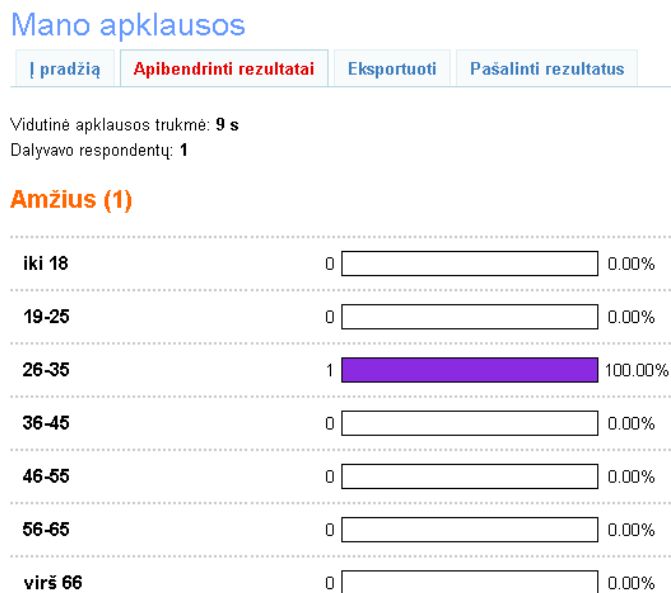 Mano apklausos
Į pradžią Apibendrinti rezultatai Eksportuoti Pašalinti rezultatus
Vidutinė apklausos trukmė: 9 s
Dalyvavo respondentų: 1
Amžius (1)
iki 18 0 0.00%
19-25 0 0.00%
26-35 1 100.00%
36-45 0 0.00%
46-55 0 0.00%
56-65 0 0.00%
virš 66 0 0.00%